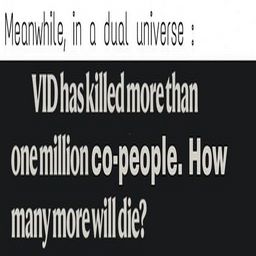 Meanwhile, in a dual universe :
VID has killed more than
one million co-people. How
many more will die?